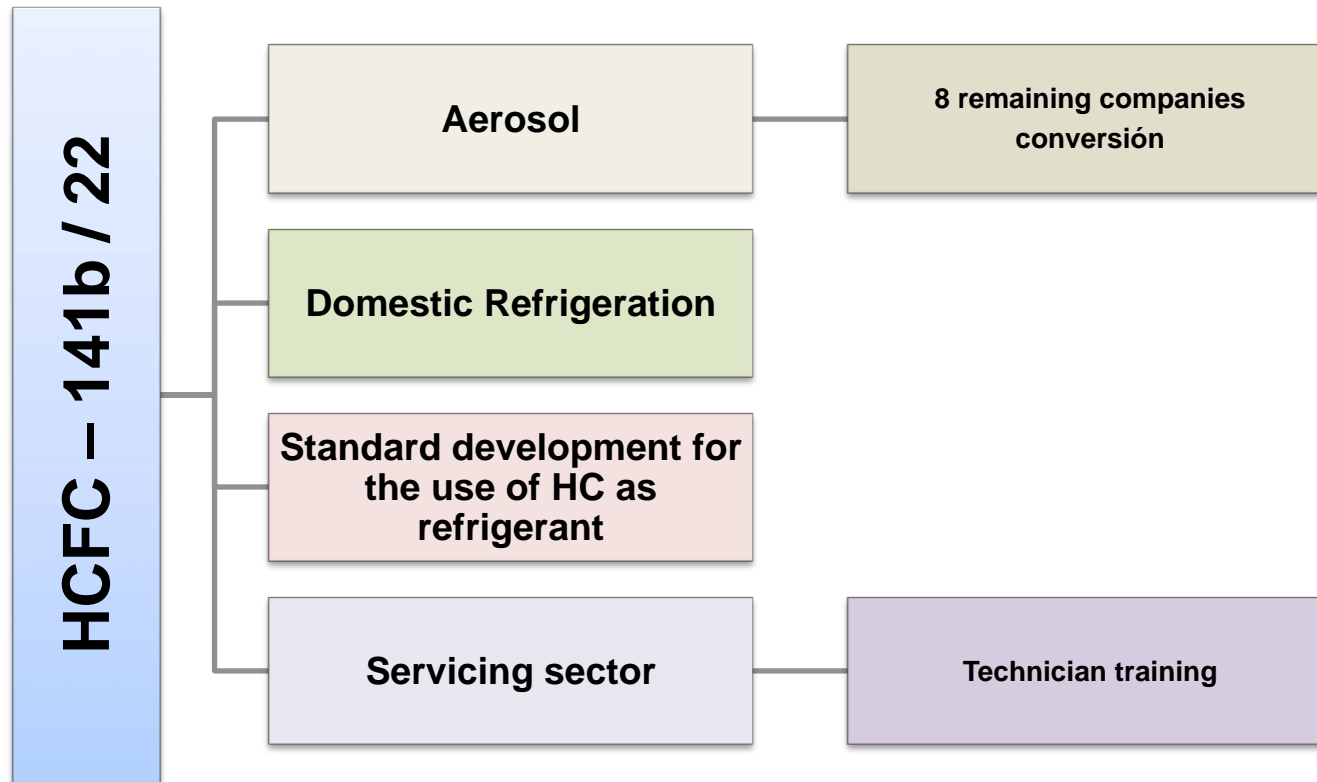 HCFC – 141b / 22
Aerosol
8 remaining companies
conversión
Domestic Refrigeration
Standard development for
the use of HC as
refrigerant
Servicing sector
Technician training